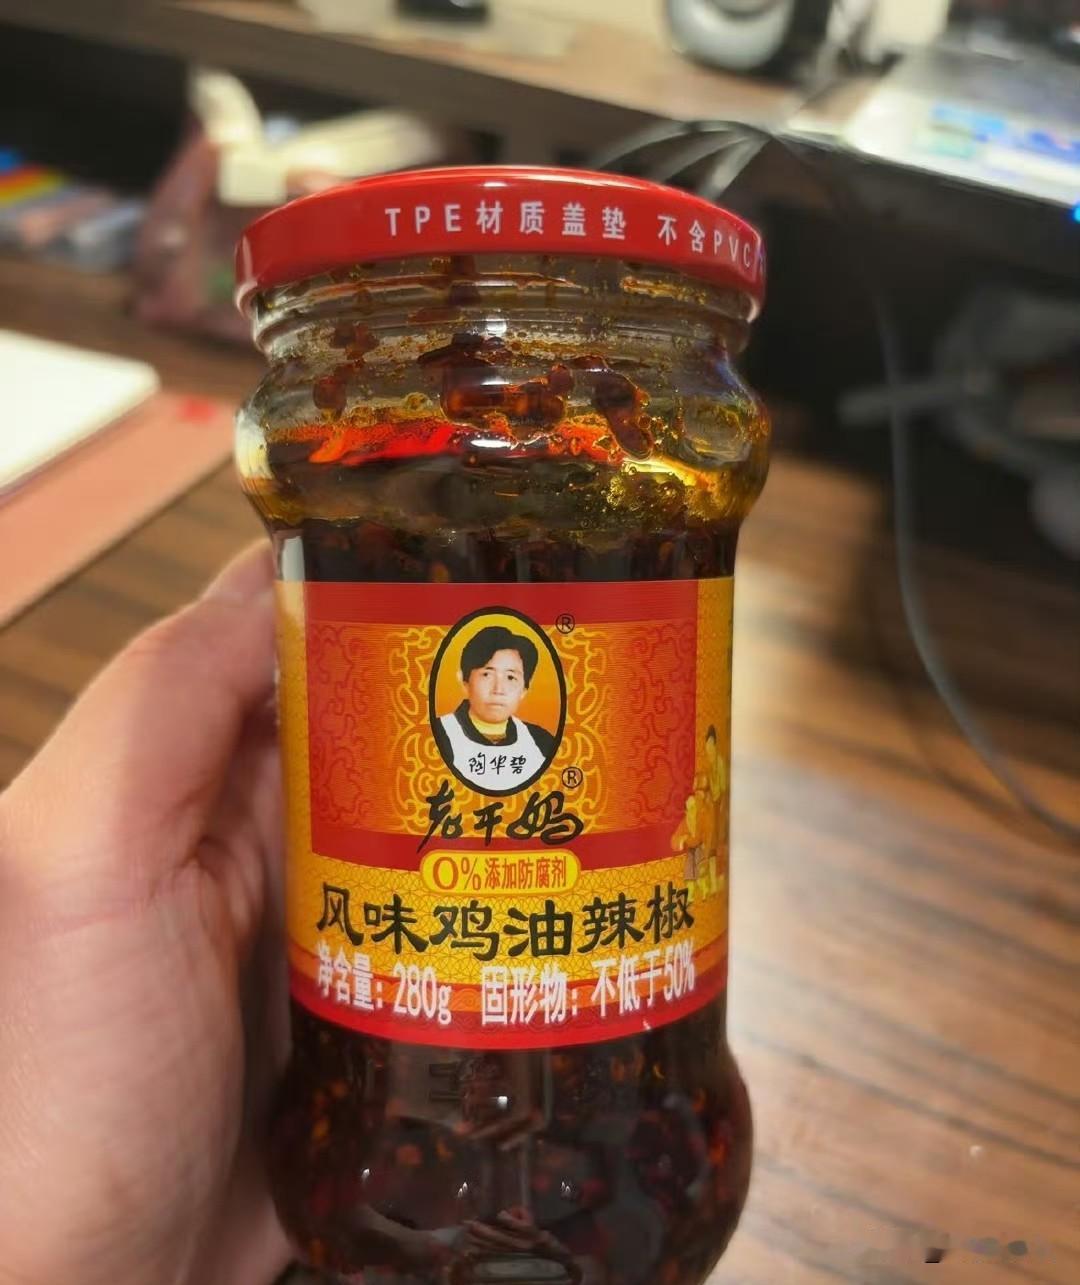 TPE材质盖垫 不含PVC
®
陶华碧
®
老干妈
0%添加防腐剂
风味鸡油辣椒
净含量:280g 固形物:不低于50%